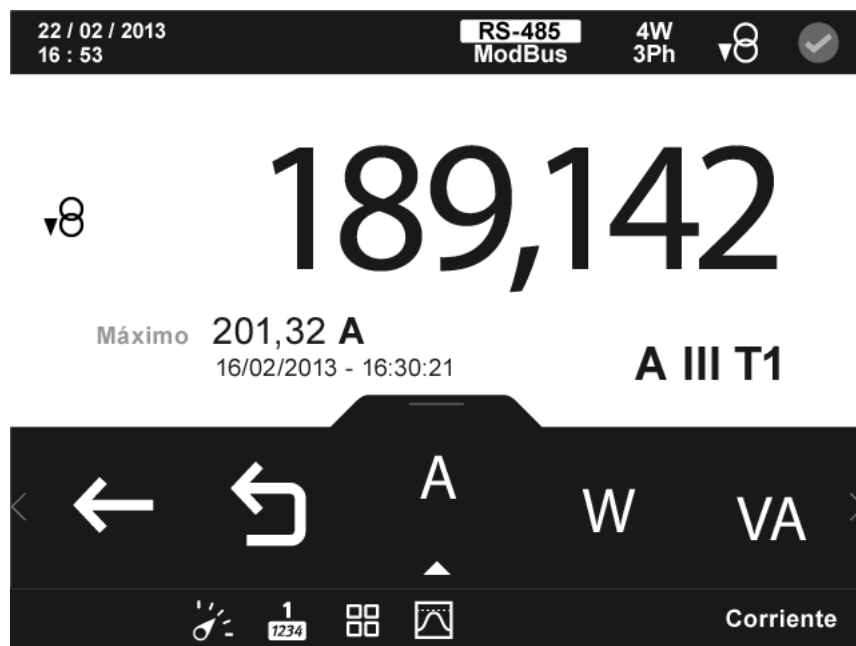 22 / 02 / 2013
16 : 53
RS-485
ModBus
4W
3Ph
189,142
Máximo 201,32 A
16/02/2013 - 16:30:21
A III T1
A W VA
1
1234
Corriente